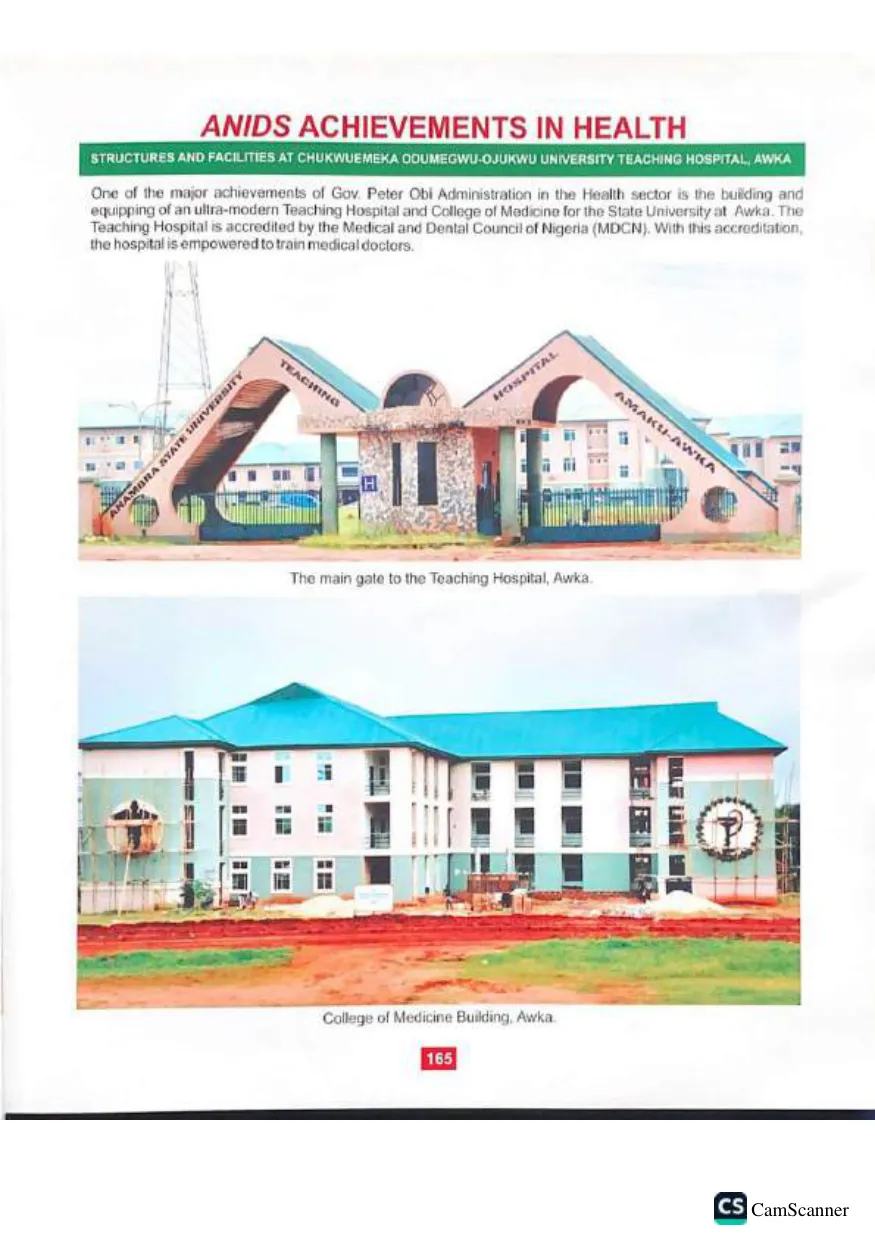 ANIDS ACHIEVEMENTS IN HEALTH
STRUCTURES AND FACILITIES AT CHUKWUEMEKA ODUMEGWU-OJUKWU UNIVERSITY TEACHING HOSPITAL, AWKA
One of the major achievements of Gov. Peter Obi Administration in the Health sector is the building and
equipping of an ultra-modern Teaching Hospital and College of Medicine for the State University at Awka. The
Teaching Hospital is accredited by the Medical and Dental Council of Nigeria (MDCN). With this accreditation,
the hospital is empowered to train medical doctors.
ANAMBRA STATE UNIVERSITY
TEACHING
HOSPITAL
AMAKU-AWKA
H
The main gate to the Teaching Hospital, Awka.
College of Medicine Building, Awka.
165
CS CamScanner